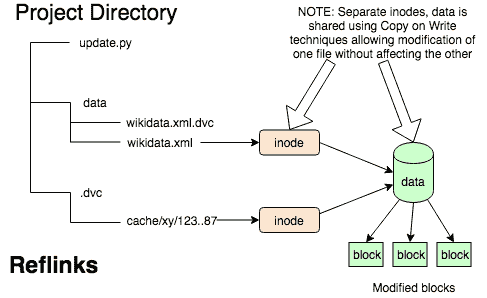 Project Directory
NOTE: Separate inodes, data is
shared using Copy on Write
techniques allowing modification of
one file without affecting the other
update.py
data
wikidata.xml.dvc
wikidata.xml
inode
data
.dvc
cache/xy/123..87
inode
block
block
block
Reflinks
Modified blocks